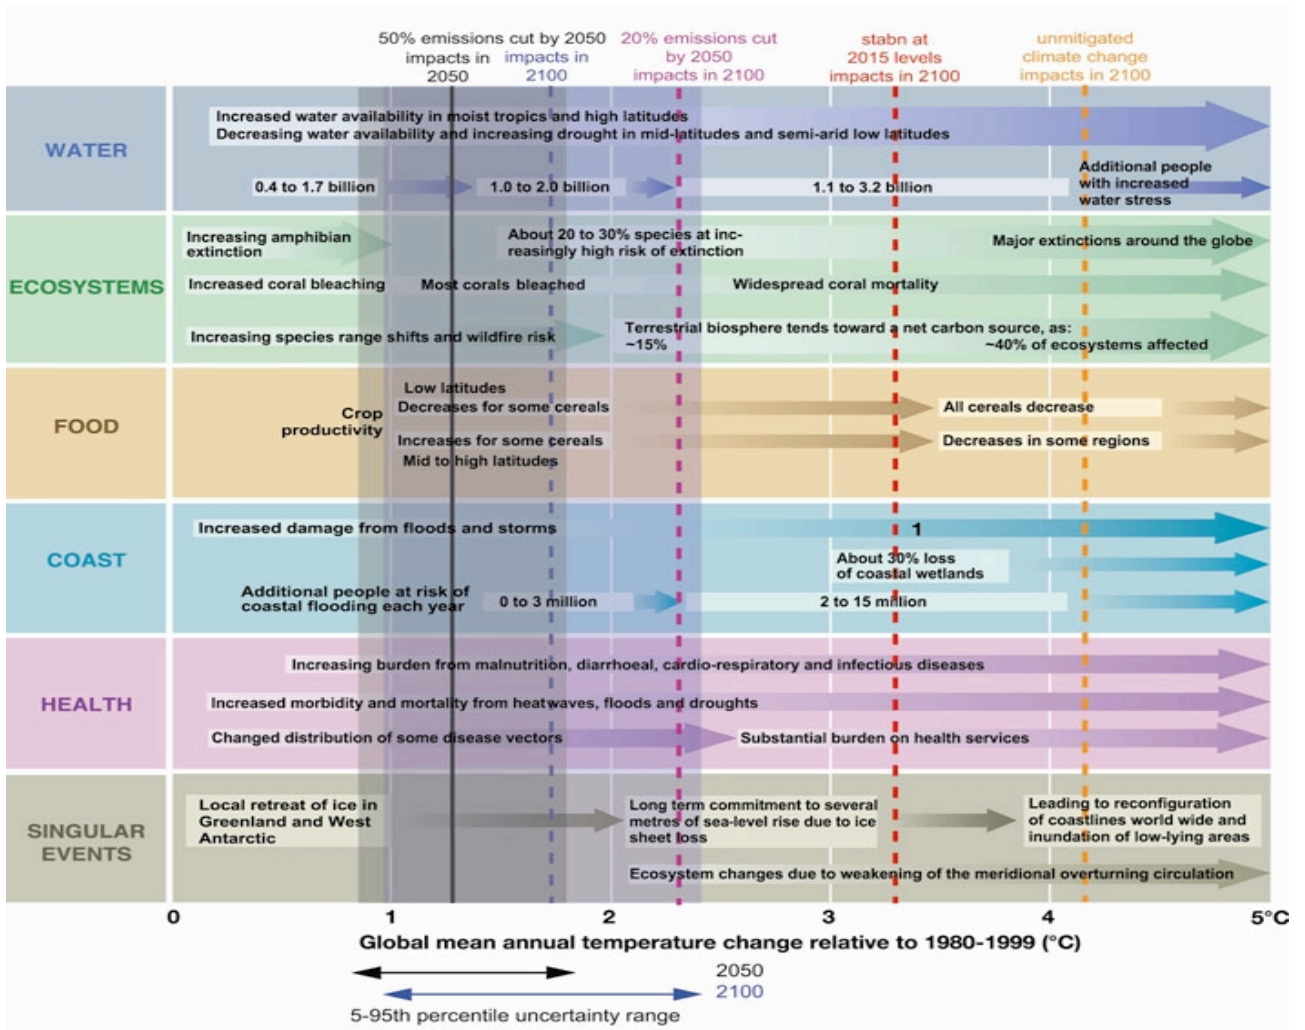 50% emissions cut by 2050
impacts in
2050
impacts in
2100
20% emissions cut
by 2050
impacts in 2100
stabn at
2015 levels
impacts in 2100
unmitigated
climate change
impacts in 2100
WATER
Increased water availability in moist tropics and high latitudes
Decreasing water availability and increasing drought in mid-latitudes and semi-arid low latitudes
0.4 to 1.7 billion
1.0 to 2.0 billion
1.1 to 3.2 billion
Additional people
with increased
water stress
ECOSYSTEMS
Increasing amphibian
extinction
About 20 to 30% species at inc-
reasingly high risk of extinction
Major extinctions around the globe
Increased coral bleaching
Most corals bleached
Widespread coral mortality
Increasing species range shifts and wildfire risk
Terrestrial biosphere tends toward a net carbon source, as:
~15%
~40% of ecosystems affected
FOOD
Crop
productivity
Low latitudes
Decreases for some cereals
All cereals decrease
Increases for some cereals
Mid to high latitudes
Decreases in some regions
COAST
Increased damage from floods and storms
1
About 30% loss
of coastal wetlands
Additional people at risk of
coastal flooding each year
0 to 3 million
2 to 15 million
HEALTH
Increasing burden from malnutrition, diarrhoeal, cardio-respiratory and infectious diseases
Increased morbidity and mortality from heatwaves, floods and droughts
Changed distribution of some disease vectors
Substantial burden on health services
SINGULAR
EVENTS
Local retreat of ice in
Greenland and West
Antarctic
Long term commitment to several
metres of sea-level rise due to ice
sheet loss
Leading to reconfiguration
of coastlines world wide and
inundation of low-lying areas
Ecosystem changes due to weakening of the meridional overturning circulation
0 1 2 3 4 5°C
Global mean annual temperature change relative to 1980-1999 (°C)
2050
2100
5-95th percentile uncertainty range